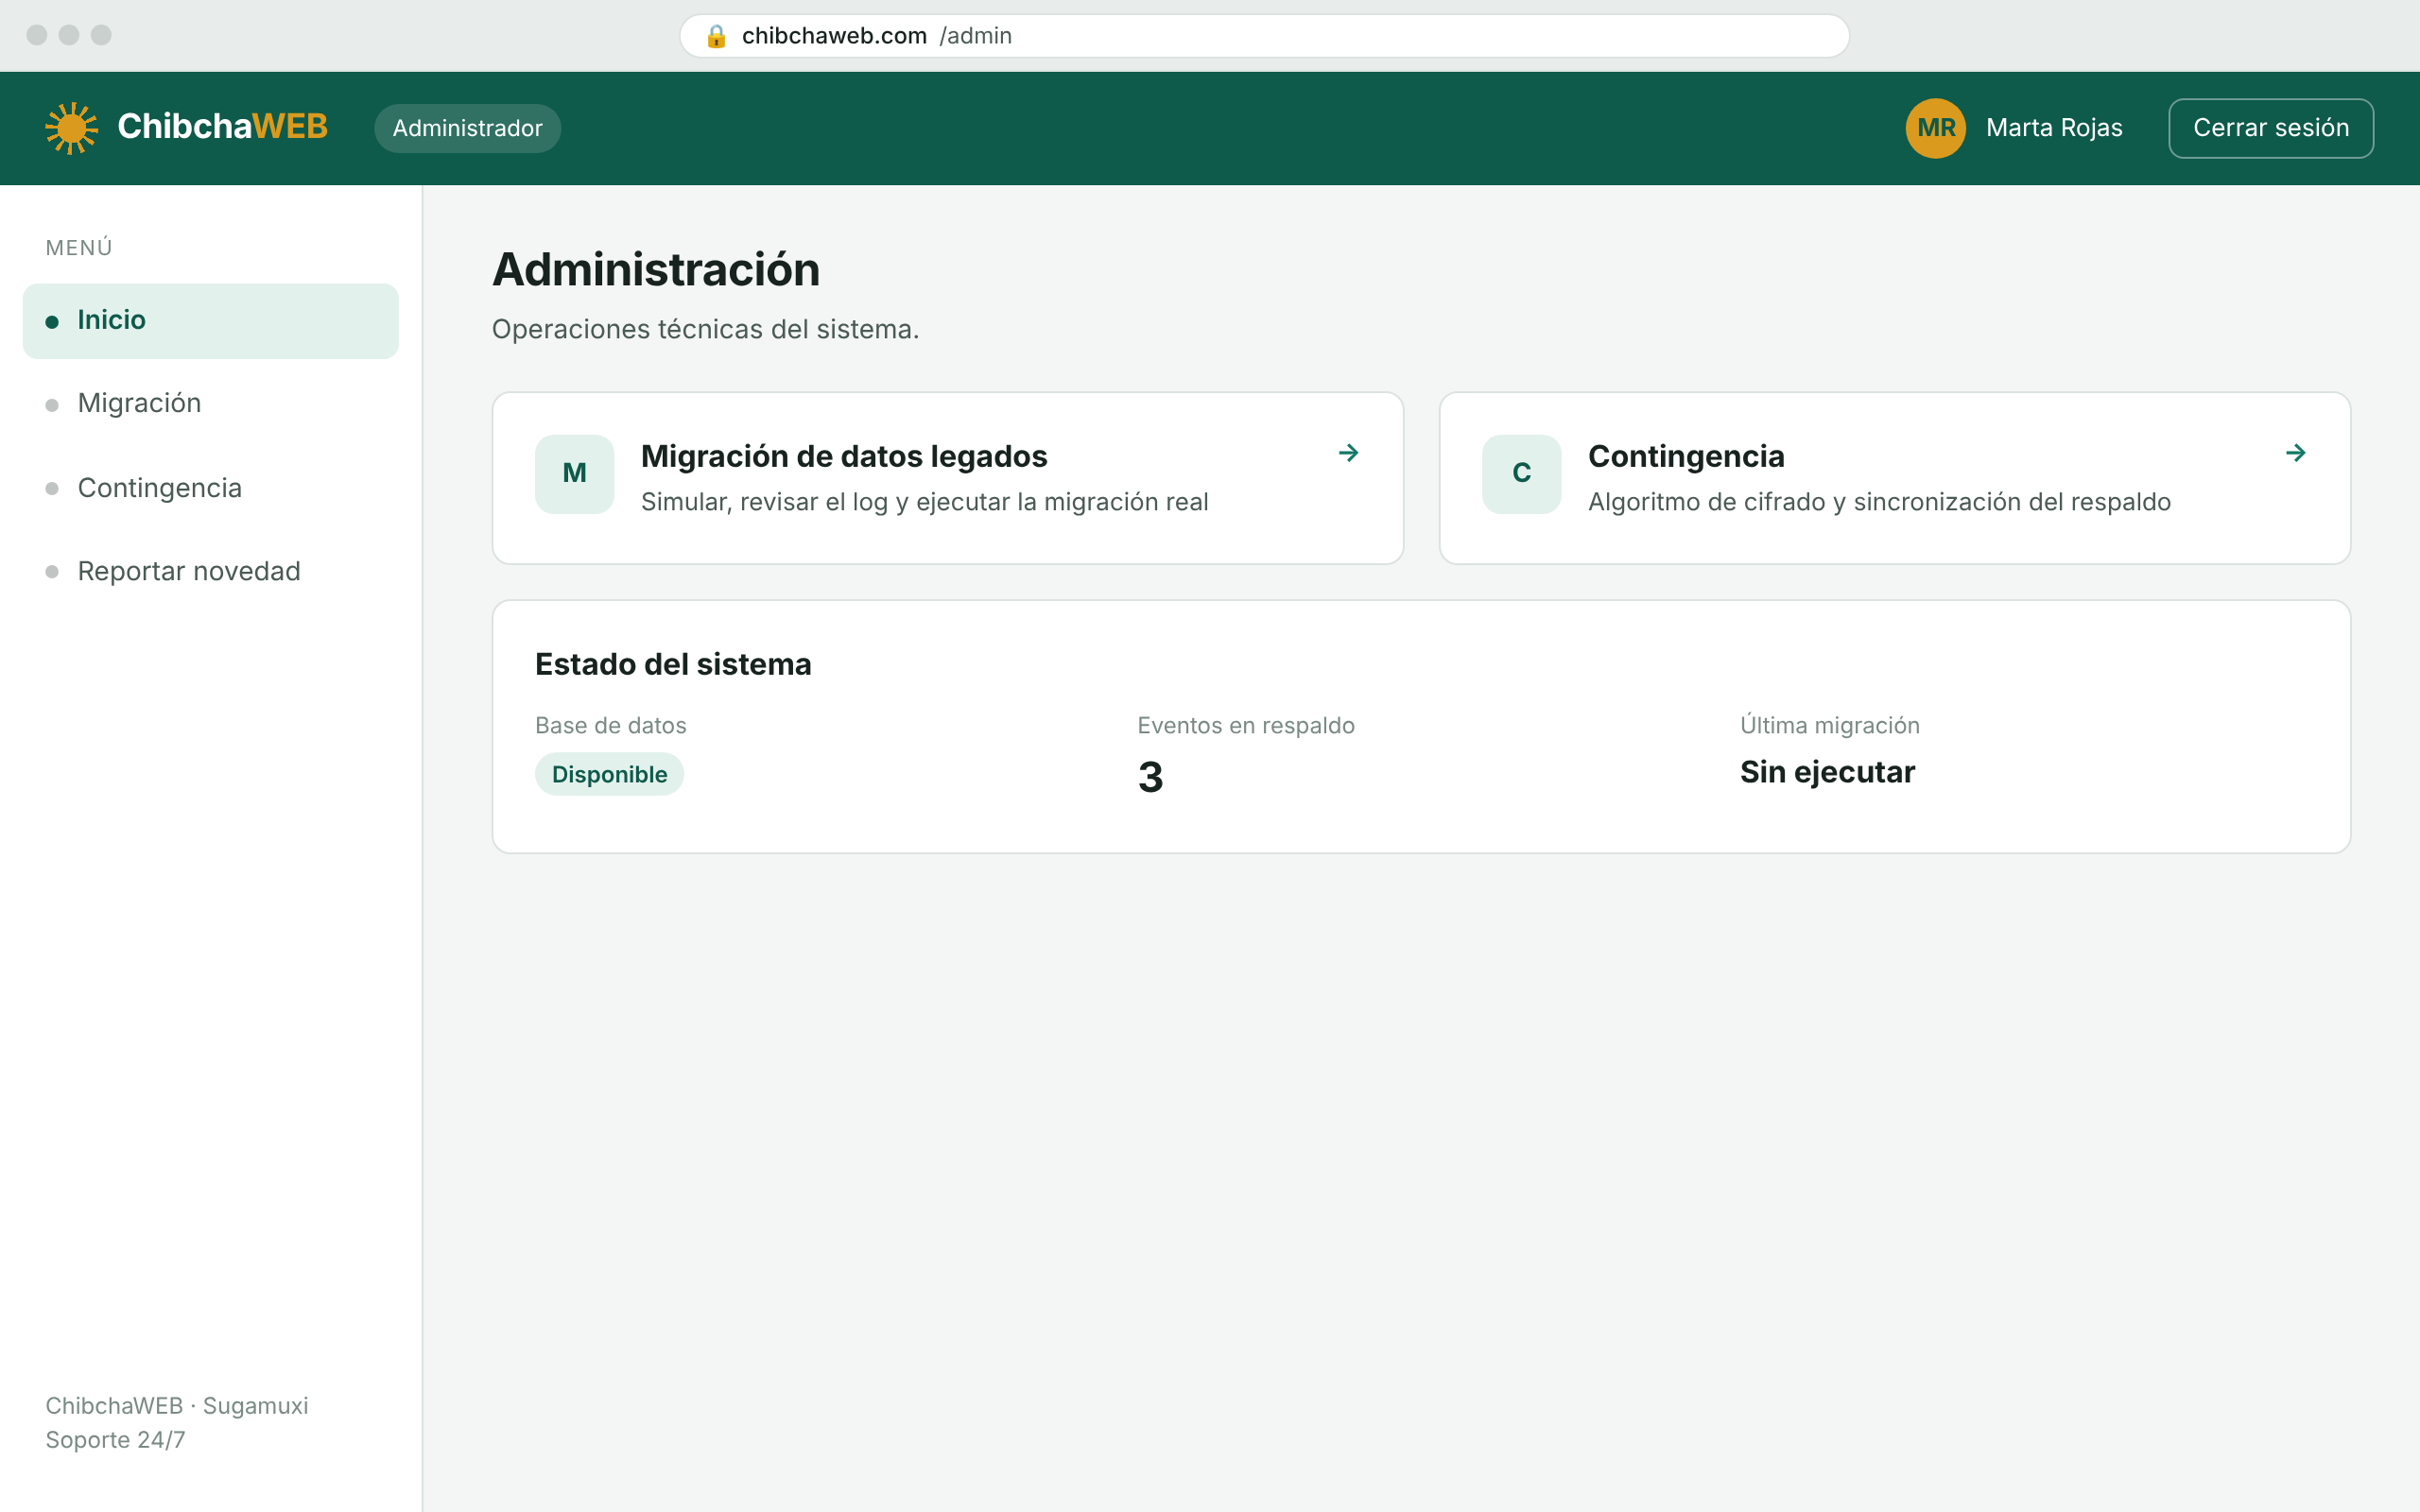 chibchaweb.com /admin
ChibchaWEB
Administrador
MR
Marta Rojas
Cerrar sesión
MENÚ
Inicio
Migración
Contingencia
Reportar novedad
ChibchaWEB · Sugamuxi
Soporte 24/7
Administración
Operaciones técnicas del sistema.
M
Migración de datos legados
→
Simular, revisar el log y ejecutar la migración real
C
Contingencia
→
Algoritmo de cifrado y sincronización del respaldo
Estado del sistema
Base de datos
Disponible
Eventos en respaldo
3
Última migración
Sin ejecutar